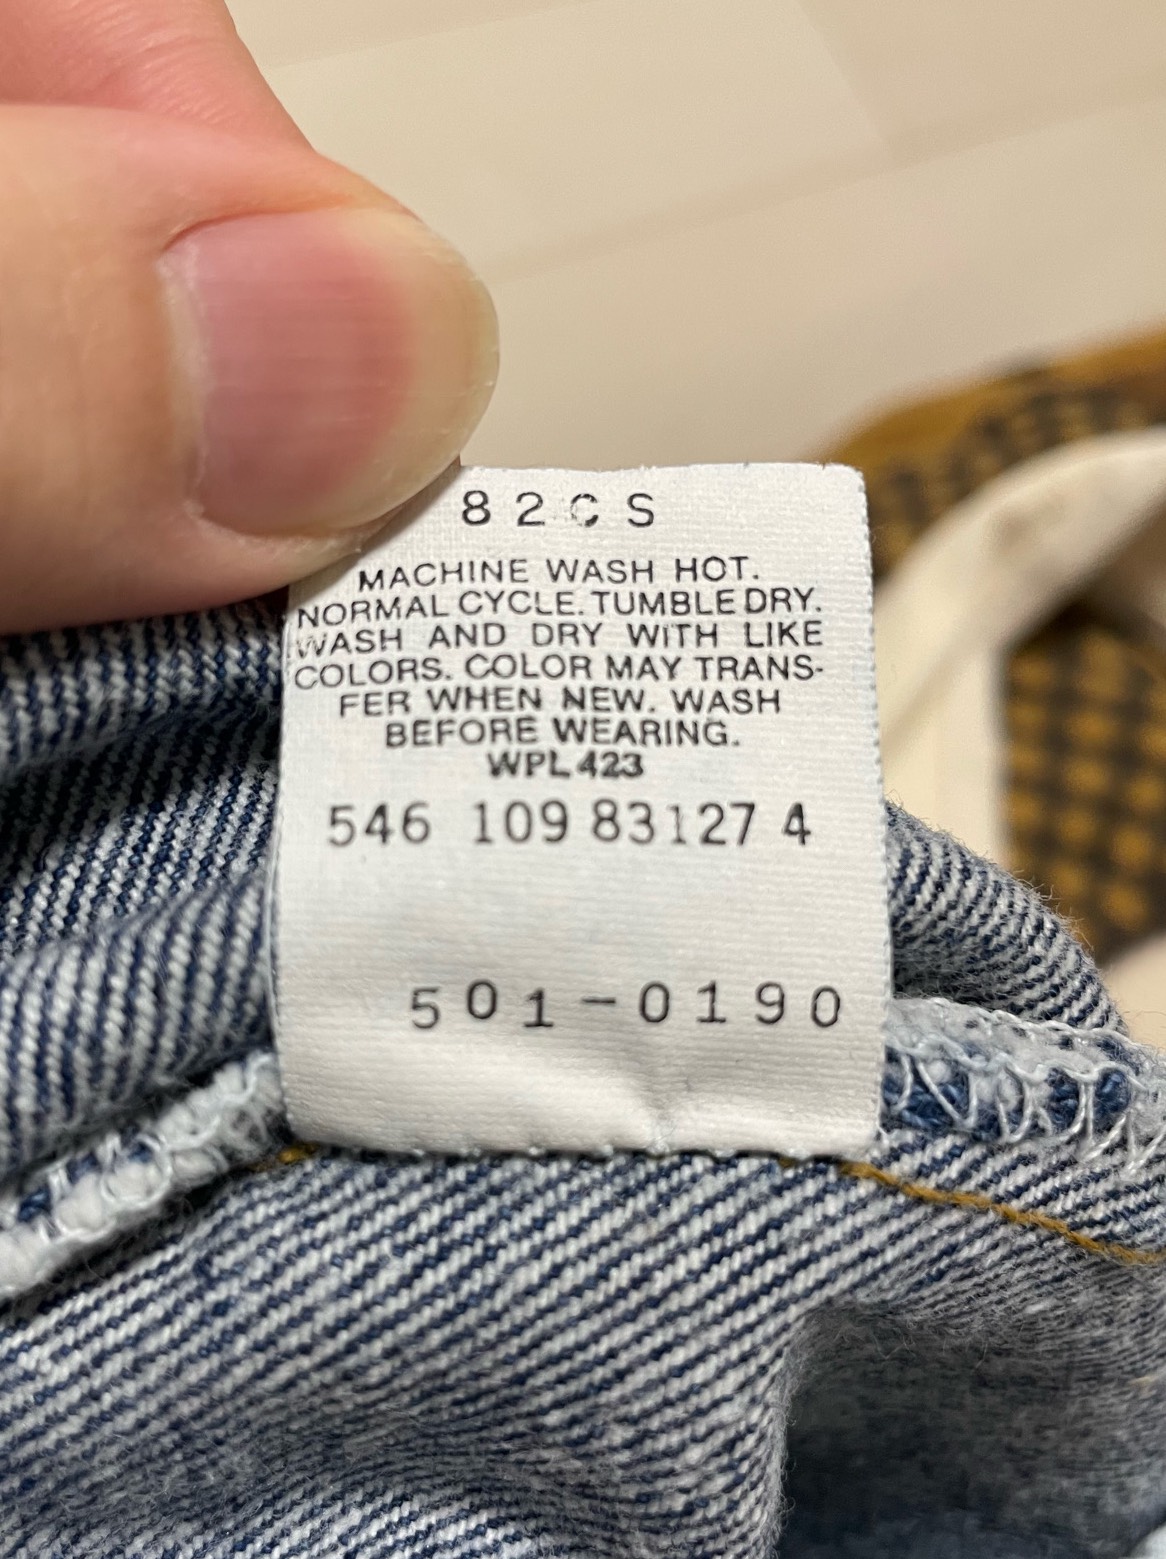 82CS
MACHINE WASH HOT.
NORMAL CYCLE. TUMBLE DRY.
WASH AND DRY WITH LIKE
COLORS. COLOR MAY TRANS-
FER WHEN NEW. WASH
BEFORE WEARING.
WPL 423
546 109 83127 4
501-0190